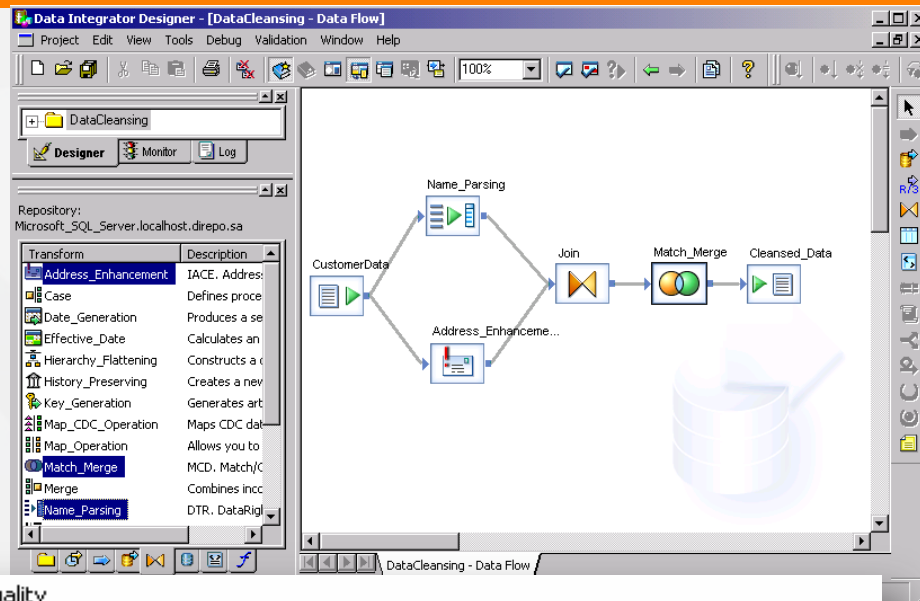 Data Integrator Designer - [DataCleansing - Data Flow]
Project Edit View Tools Debug Validation Window Help
100%
DataCleansing
Designer Monitor Log
Repository:
Microsoft_SQL_Server.localhost.direpo.sa
Transform Description
Address_Enhancement IACE. Address
Case Defines proce
Date_Generation Produces a se
Effective_Date Calculates an
Hierarchy_Flattening Constructs a
History_Preserving Creates a new
Key_Generation Generates art
Map_CDC_Operation Maps CDC dat
Map_Operation Allows you to
Match_Merge MCD. Match/
Merge Combines inco
Name_Parsing DTR. DataRigl
Name_Parsing
CustomerData
Join
Match_Merge
Cleansed_Data
Address_Enhanceme...
R/3
DataCleansing - Data Flow